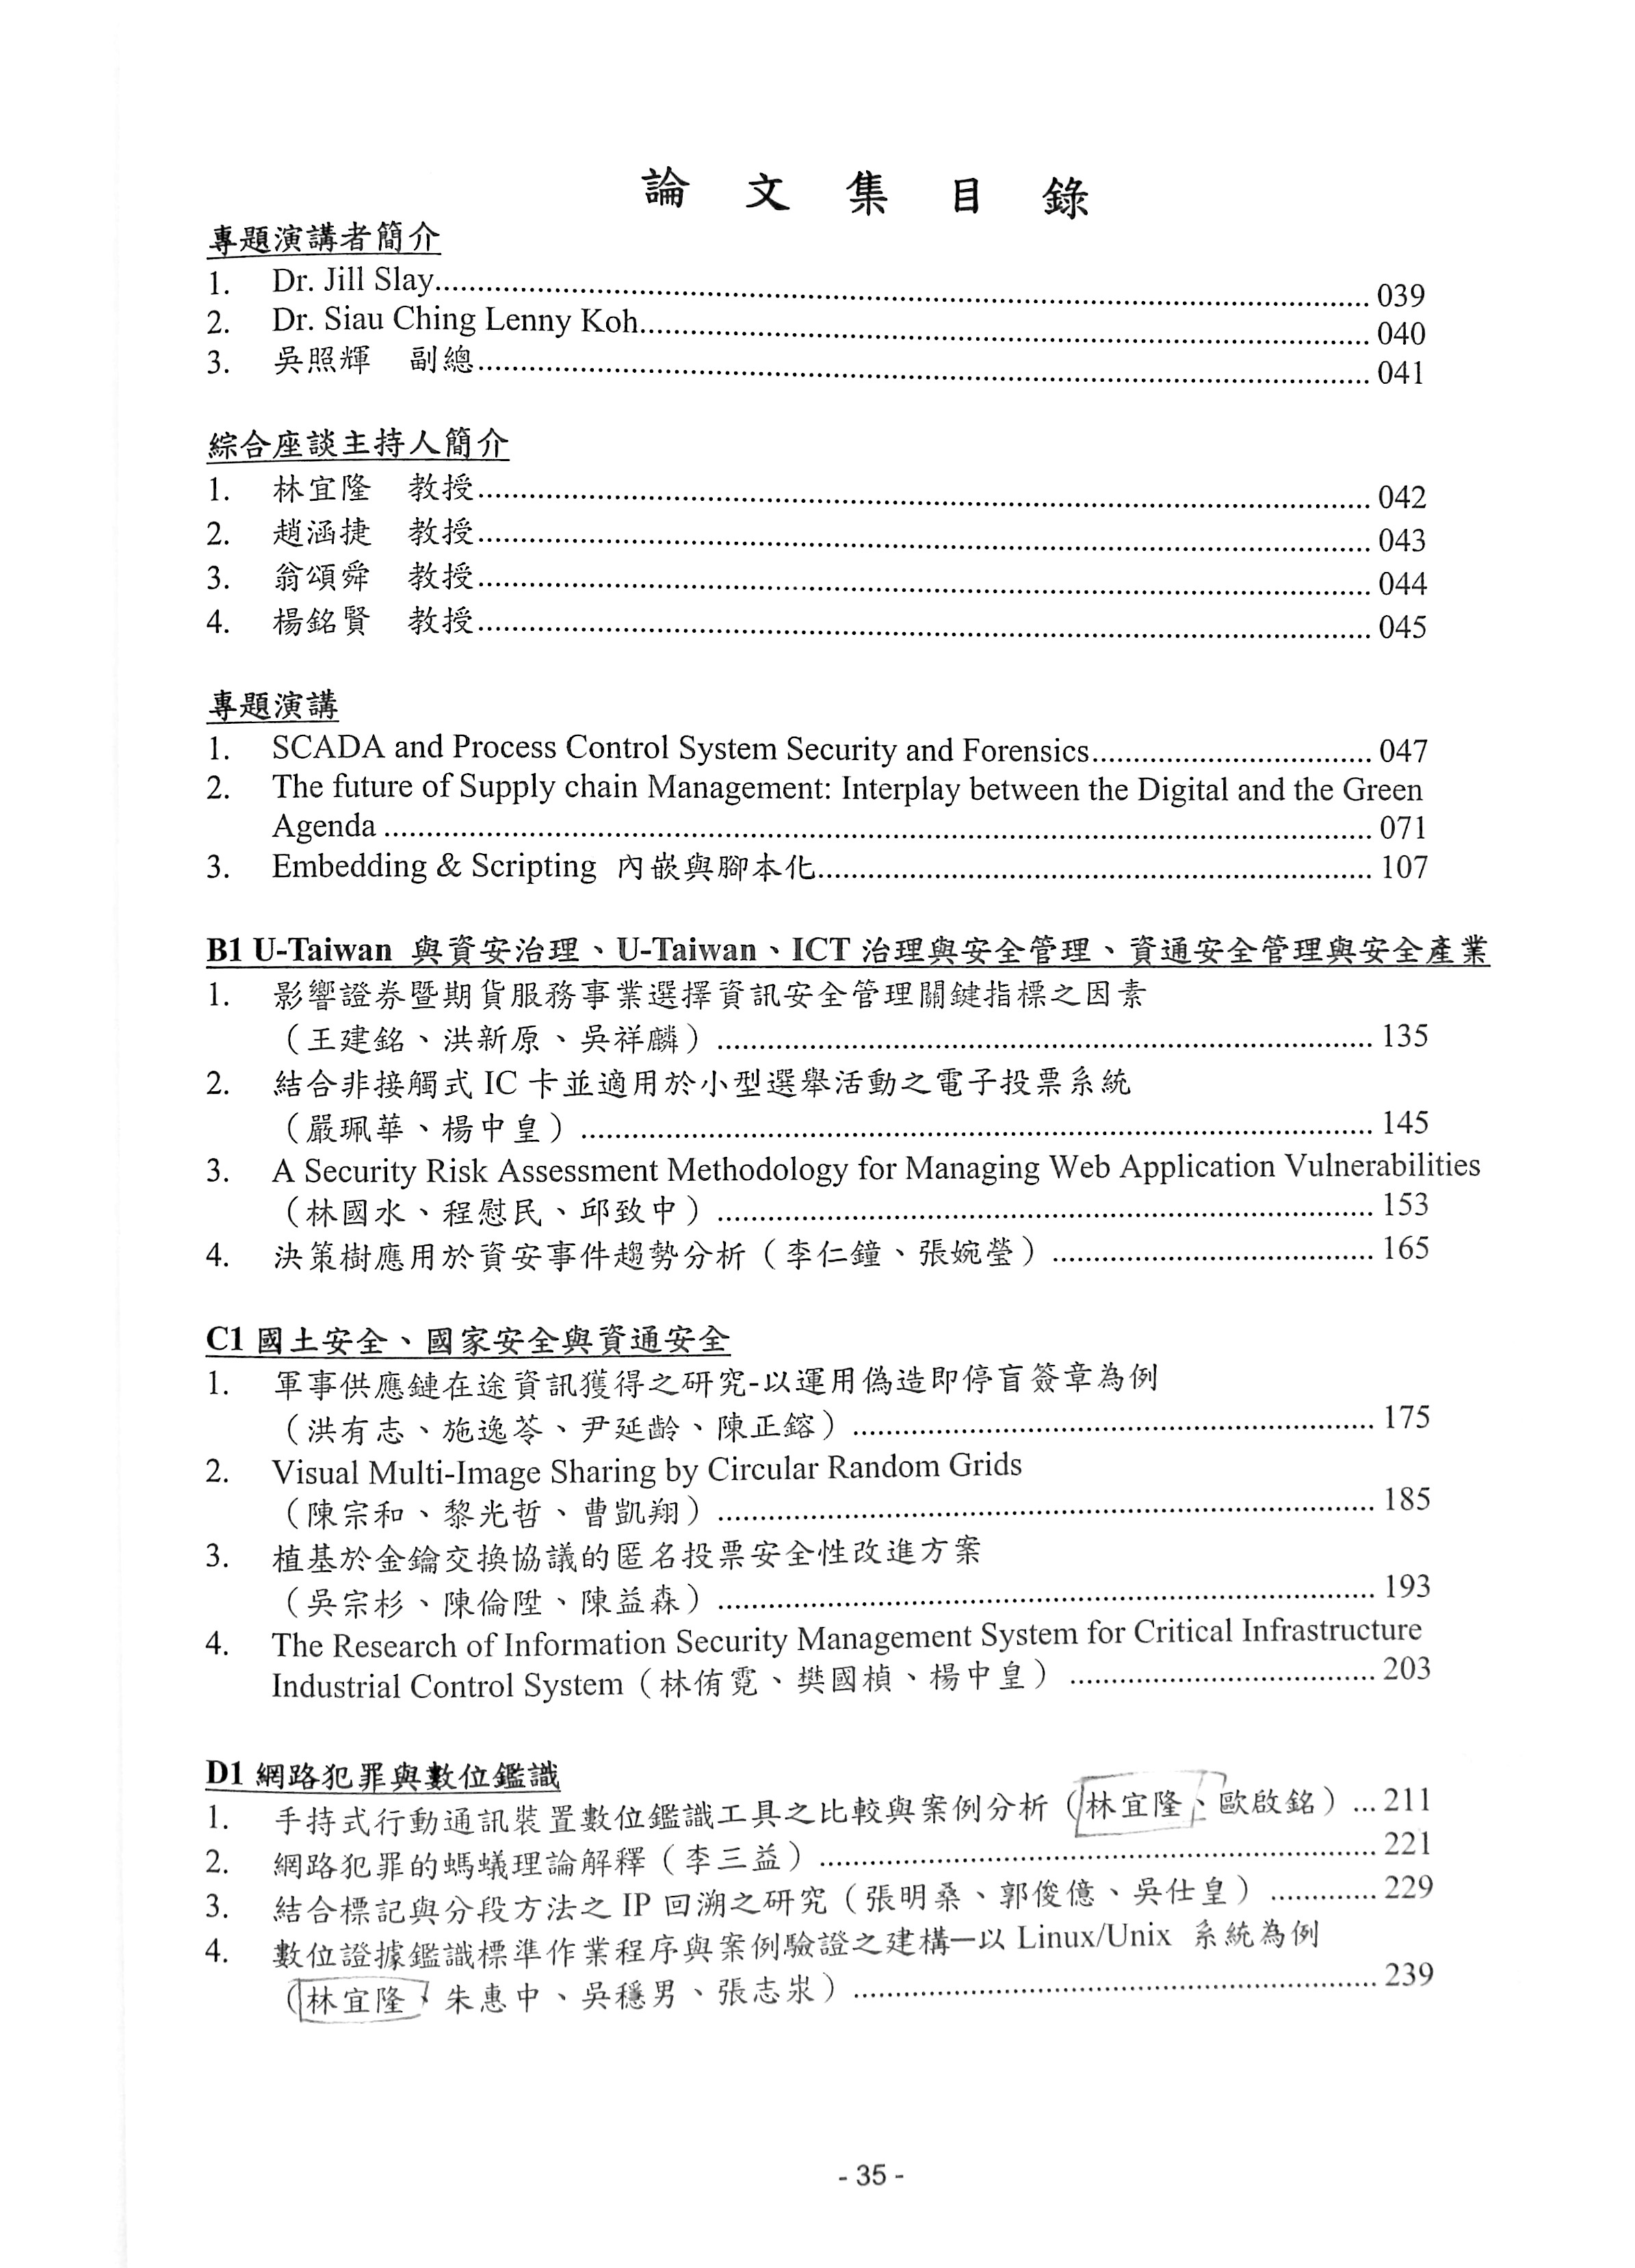 論文集目錄
專題演講者簡介
1. Dr. Jill Slay........ 039
2. Dr. Siau Ching Lenny Koh........ 040
3. 吳照輝 副總........ 041
綜合座談主持人簡介
1. 林宜隆 教授........ 042
2. 趙涵捷 教授........ 043
3. 翁頌舜 教授........ 044
4. 楊銘賢 教授........ 045
專題演講
1. SCADA and Process Control System Security and Forensics........ 047
2. The future of Supply chain Management: Interplay between the Digital and the Green
Agenda ........ 071
3. Embedding & Scripting 內嵌與腳本化........ 107
B1 U-Taiwan 與資安治理、U-Taiwan、ICT 治理與安全管理、資通安全管理與安全產業
1. 影響證券暨期貨服務事業選擇資訊安全管理關鍵指標之因素
（王建銘、洪新原、吳祥麟）........ 135
2. 結合非接觸式 IC 卡並適用於小型選舉活動之電子投票系統
（嚴珮華、楊中皇）........ 145
3. A Security Risk Assessment Methodology for Managing Web Application Vulnerabilities
（林國水、程慰民、邱致中）........ 153
4. 決策樹應用於資安事件趨勢分析（李仁鐘、張婉瑩）........ 165
C1 國土安全、國家安全與資通安全
1. 軍事供應鏈在途資訊獲得之研究-以運用偽造即停盲簽章為例
（洪有志、施逸苓、尹延齡、陳正鎔）........ 175
2. Visual Multi-Image Sharing by Circular Random Grids
（陳宗和、黎光哲、曹凱翔）........ 185
3. 植基於金鑰交換協議的匿名投票安全性改進方案
（吳宗杉、陳倫陞、陳益森）........ 193
4. The Research of Information Security Management System for Critical Infrastructure
Industrial Control System（林侑霓、樊國楨、楊中皇）........ 203
D1 網路犯罪與數位鑑識
1. 手持式行動通訊裝置數位鑑識工具之比較與案例分析（林宜隆、歐啟銘）... 211
2. 網路犯罪的螞蟻理論解釋（李三益）........ 221
3. 結合標記與分段方法之 IP 回溯之研究（張明桑、郭俊億、吳仕皇）........ 229
4. 數位證據鑑識標準作業程序與案例驗證之建構—以 Linux/Unix 系統為例
（林宜隆、朱惠中、吳穩男、張志汖）........ 239
- 35 -